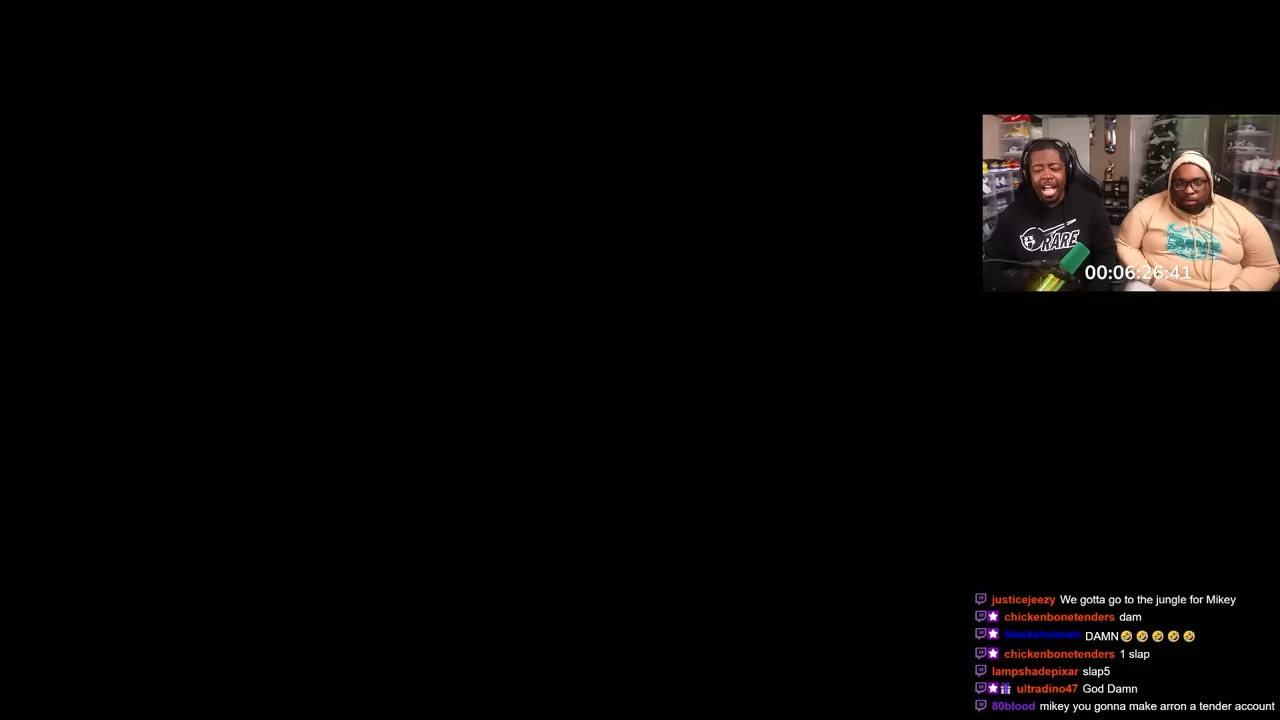 RARE
00:06:26:41
justicejeezy We gotta go to the jungle for Mikey
chickenbonetenders dam
DAMN🤣🤣🤣🤣🤣
chickenbonetenders 1 slap
lampshadepixar slap5
ultradino47 God Damn
80blood mikey you gonna make arron a tender account